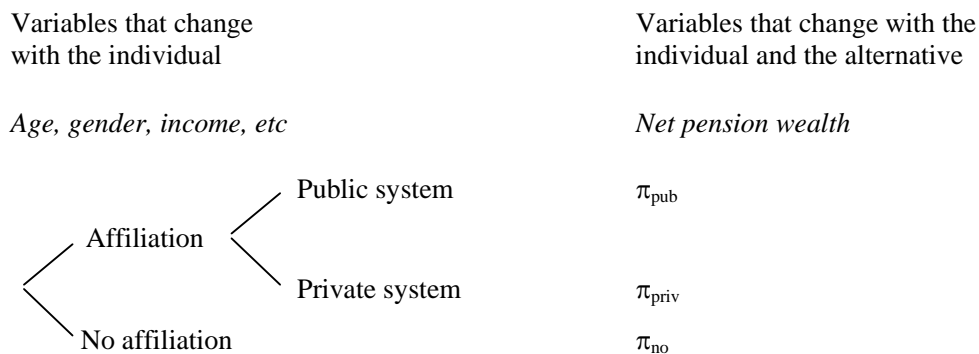 Variables that change
with the individual
Variables that change with the
individual and the alternative
Age, gender, income, etc
Net pension wealth
Public system
π_pub
Affiliation
Private system
π_priv
No affiliation
π_no